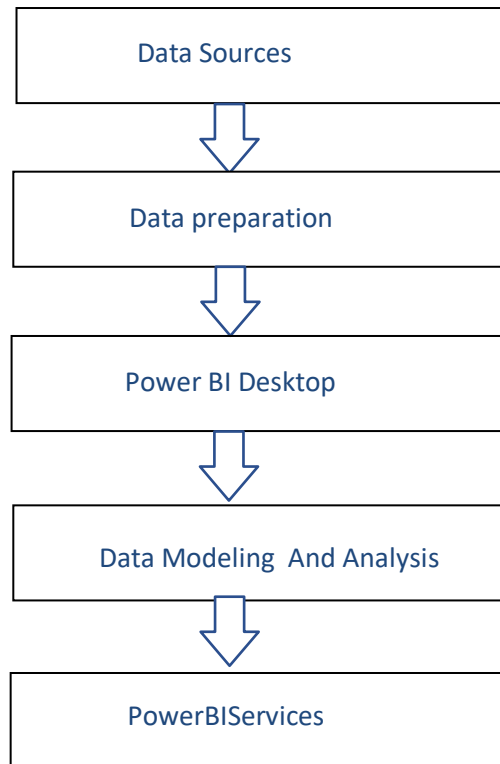 Data Sources
Data preparation
Power BI Desktop
Data Modeling  And Analysis
PowerBIServices